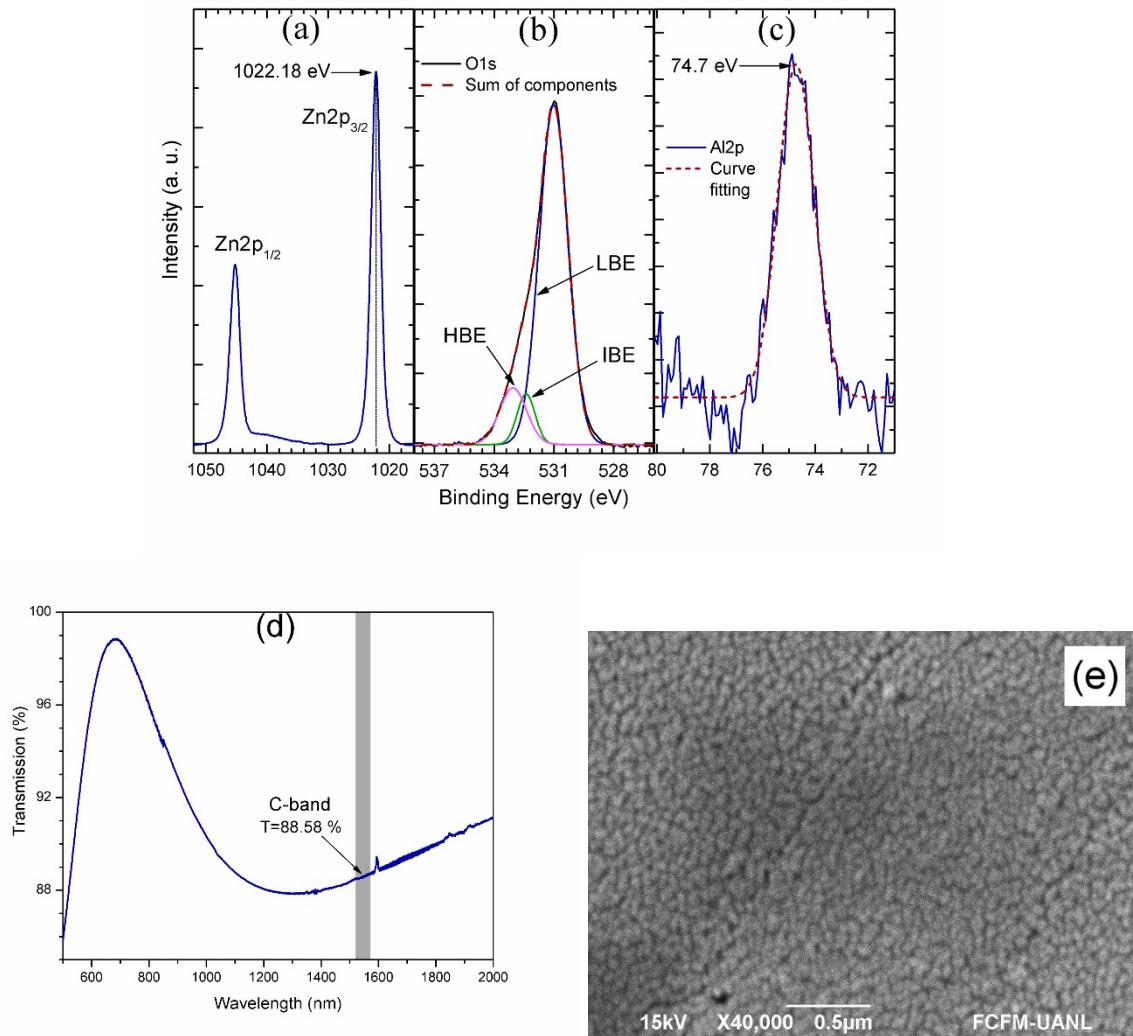 (a)
1022.18 eV
Zn2p3/2
Zn2p1/2
Intensity (a. u.)
1050 1040 1030 1020
(b)
O1s
Sum of components
LBE
HBE
IBE
537 534 531 528
Binding Energy (eV)
(c)
74.7 eV
Al2p
Curve
fitting
80 78 76 74 72
(d)
100
96
92
88
Transmission (%)
C-band
T=88.58 %
600 800 1000 1200 1400 1600 1800 2000
Wavelength (nm)
(e)
15kV X40,000 0.5µm FCFM-UANL